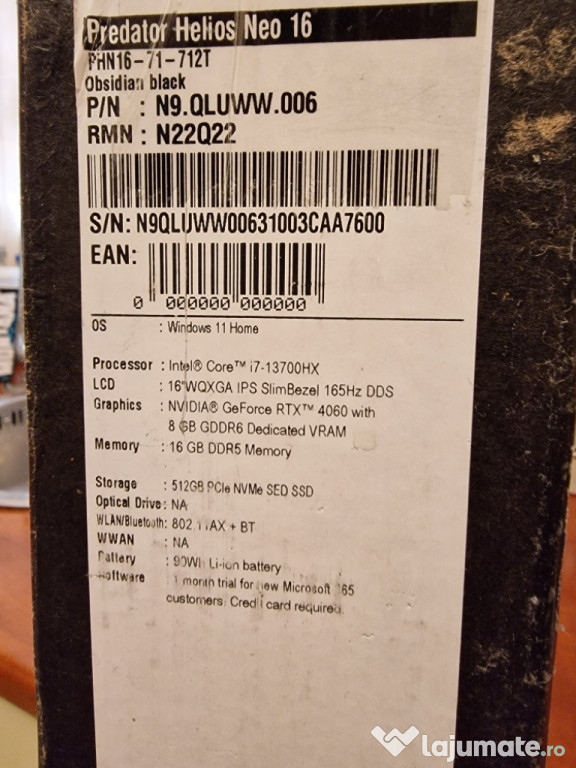 Predator Helios Neo 16
PHN16-71-712T
Obsidian black
P/N : N9.QLUWW.006
RMN : N22Q22
S/N: N9QLUWW00631003CAA7600
EAN:
0 000000 000000
OS : Windows 11 Home
Processor : Intel® Core™ i7-13700HX
LCD : 16"WQXGA IPS SlimBezel 165Hz DDS
Graphics : NVIDIA® GeForce RTX™ 4060 with
8 GB GDDR6 Dedicated VRAM
Memory : 16 GB DDR5 Memory
Storage : 512GB PCIe NVMe SED SSD
Optical Drive: NA
WLAN/Bluetooth: 802.11AX + BT
WWAN : NA
Battery : 90Wh Li-ion battery
Software : 1 month trial for new Microsoft 365
customers. Credit card required.
lajumate.ro